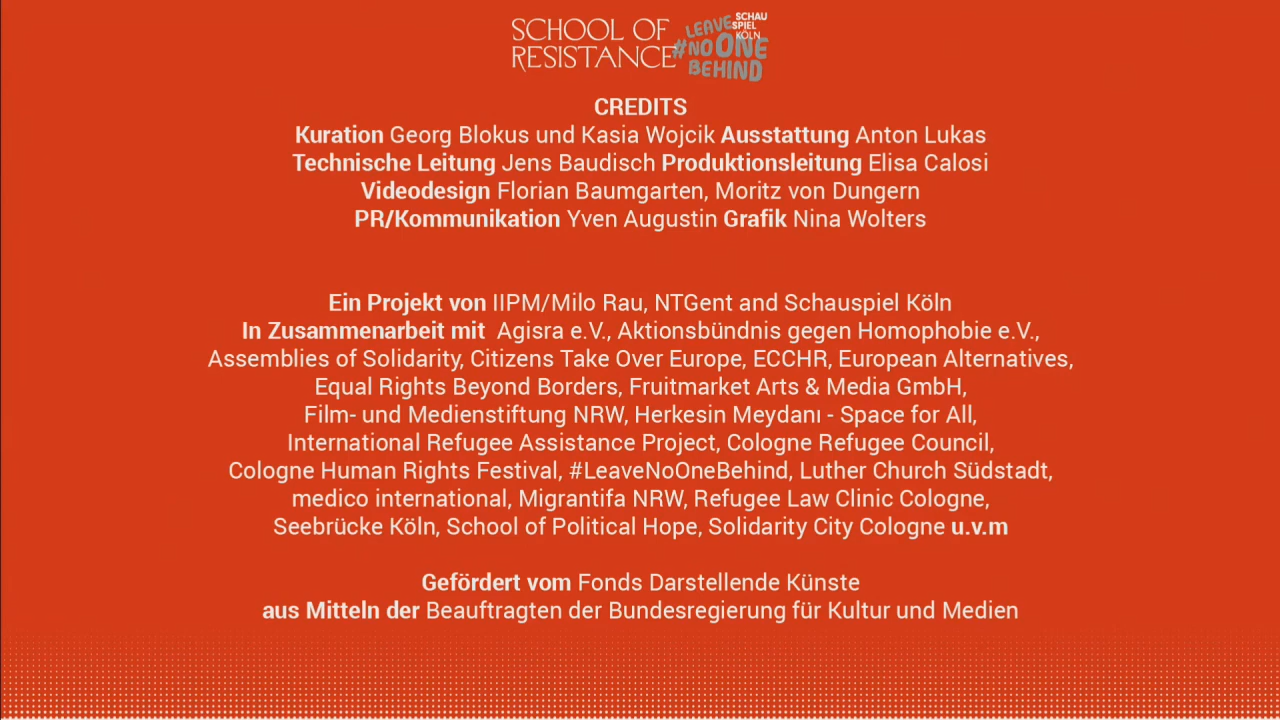 SCHOOL OF
RESISTANCE
SCHAU
SPIEL
KÖLN
LEAVE
#NO ONE
BEHIND
CREDITS
Kuration Georg Blokus und Kasia Wojcik Ausstattung Anton Lukas
Technische Leitung Jens Baudisch Produktionsleitung Elisa Calosi
Videodesign Florian Baumgarten, Moritz von Dungern
PR/Kommunikation Yven Augustin Grafik Nina Wolters
Ein Projekt von IIPM/Milo Rau, NTGent and Schauspiel Köln
In Zusammenarbeit mit Agisra e.V., Aktionsbündnis gegen Homophobie e.V.,
Assemblies of Solidarity, Citizens Take Over Europe, ECCHR, European Alternatives,
Equal Rights Beyond Borders, Fruitmarket Arts & Media GmbH,
Film- und Medienstiftung NRW, Herkesin Meydanı - Space for All,
International Refugee Assistance Project, Cologne Refugee Council,
Cologne Human Rights Festival, #LeaveNoOneBehind, Luther Church Südstadt,
medico international, Migrantifa NRW, Refugee Law Clinic Cologne,
Seebrücke Köln, School of Political Hope, Solidarity City Cologne u.v.m
Gefördert vom Fonds Darstellende Künste
aus Mitteln der Beauftragten der Bundesregierung für Kultur und Medien